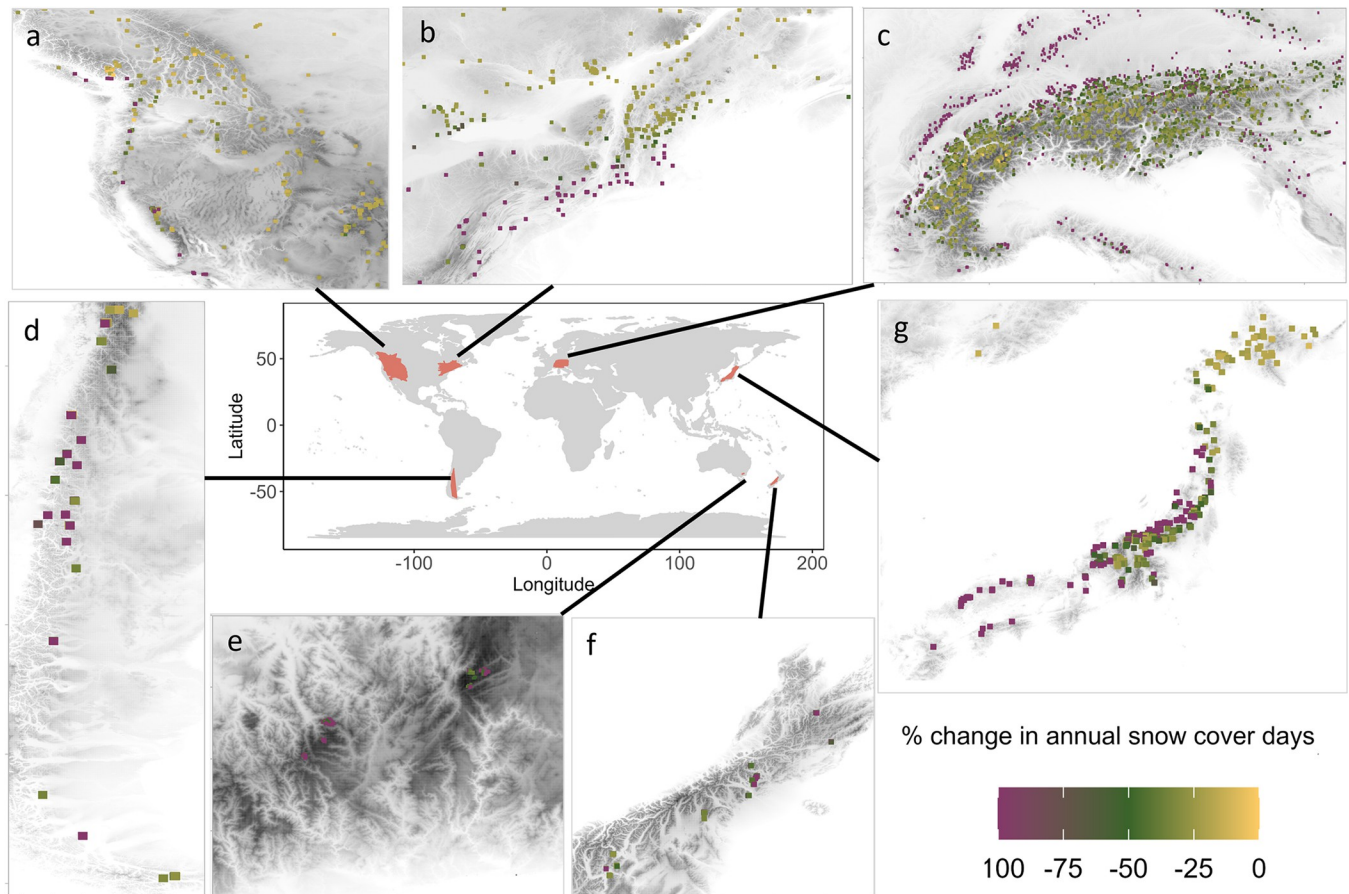 a
b
c
d
g
50
0
-50
Latitude
-100
0
100
200
Longitude
e
f
% change in annual snow cover days
100 -75 -50 -25 0